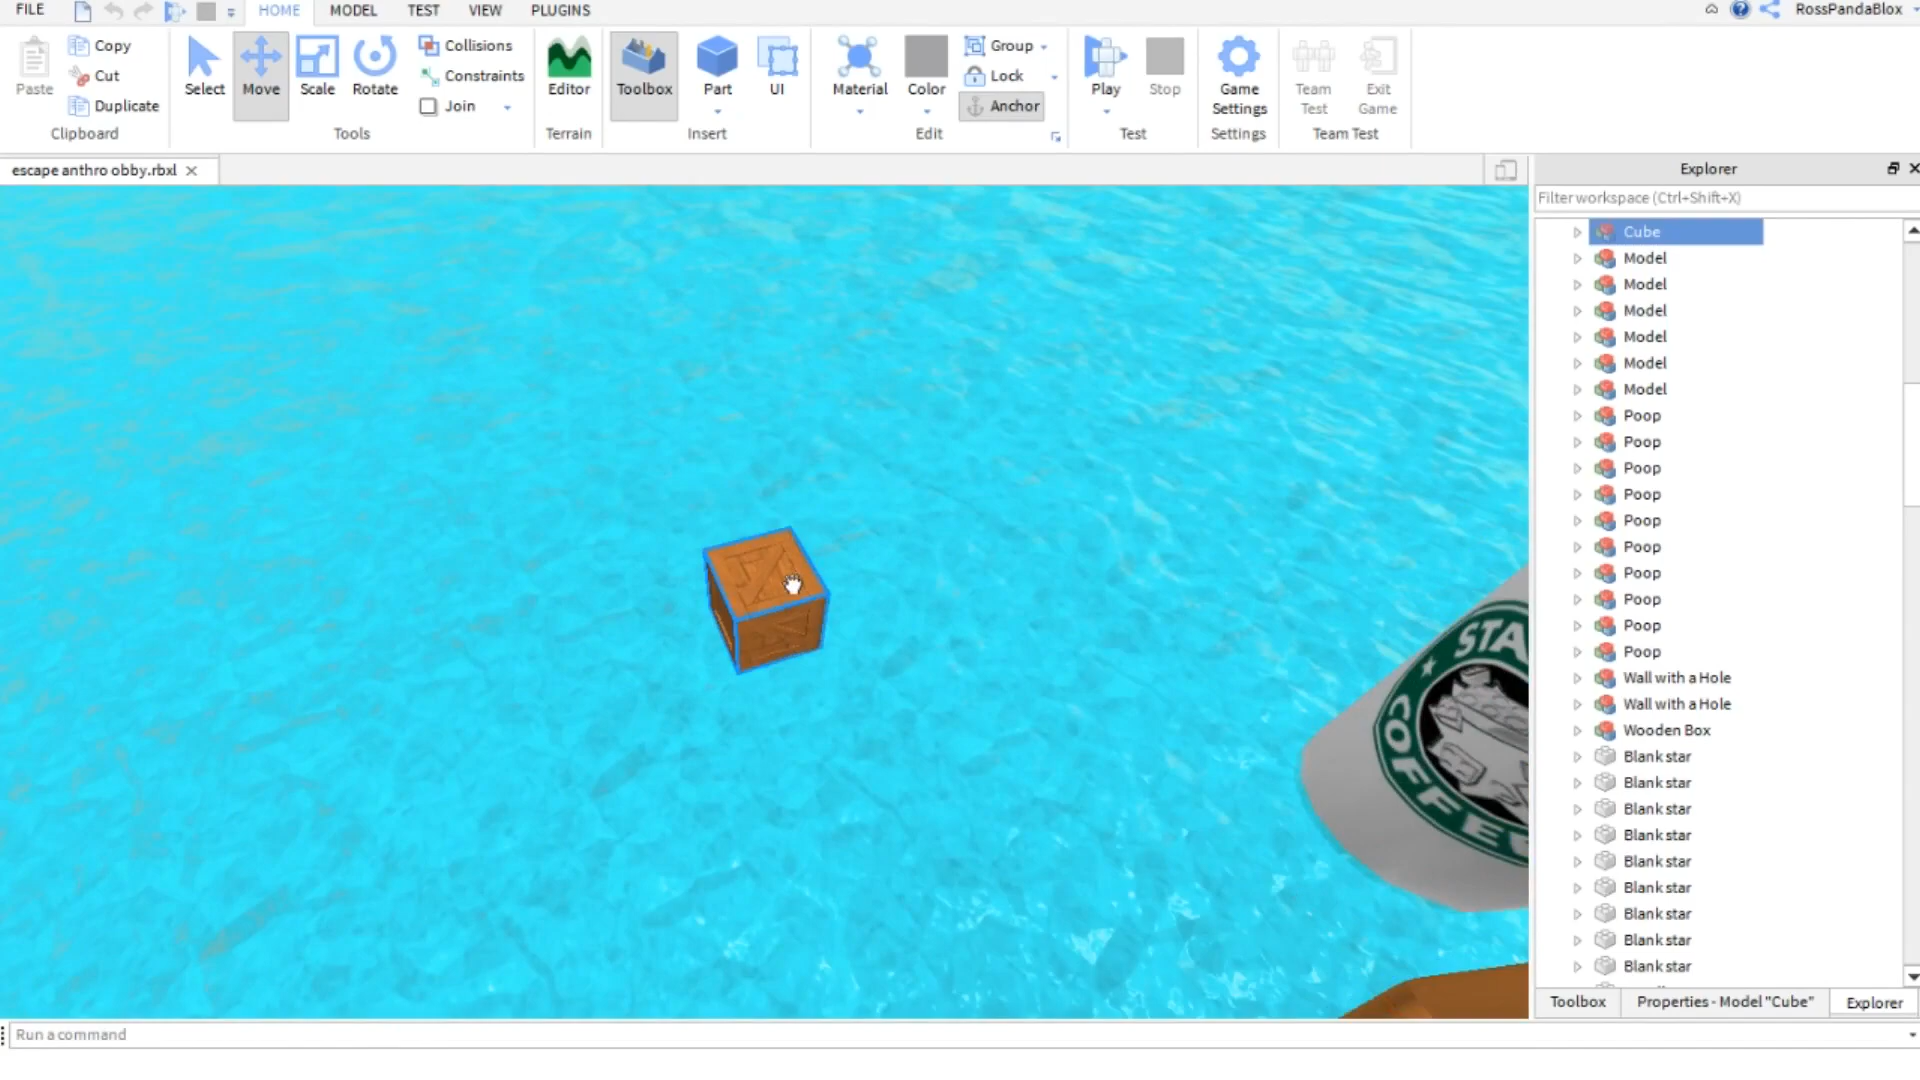 FILE HOME MODEL TEST VIEW PLUGINS RossPandaBlox
Paste Copy Cut Duplicate
Clipboard
Select Move Scale Rotate Collisions Constraints Join
Tools
Editor
Terrain
Toolbox Part UI
Insert
Material Color Group Lock Anchor
Edit
Play Stop
Test
Game Settings
Settings
Team Test Exit Game
Team Test
escape anthro obby.rbxl
Explorer
Filter workspace (Ctrl+Shift+X)
Cube
Model
Model
Model
Model
Model
Model
Poop
Poop
Poop
Poop
Poop
Poop
Poop
Poop
Poop
Poop
Wall with a Hole
Wall with a Hole
Wooden Box
Blank star
Blank star
Blank star
Blank star
Blank star
Blank star
Blank star
Blank star
Blank star
STA
COFFE
Toolbox Properties - Model "Cube" Explorer
Run a command